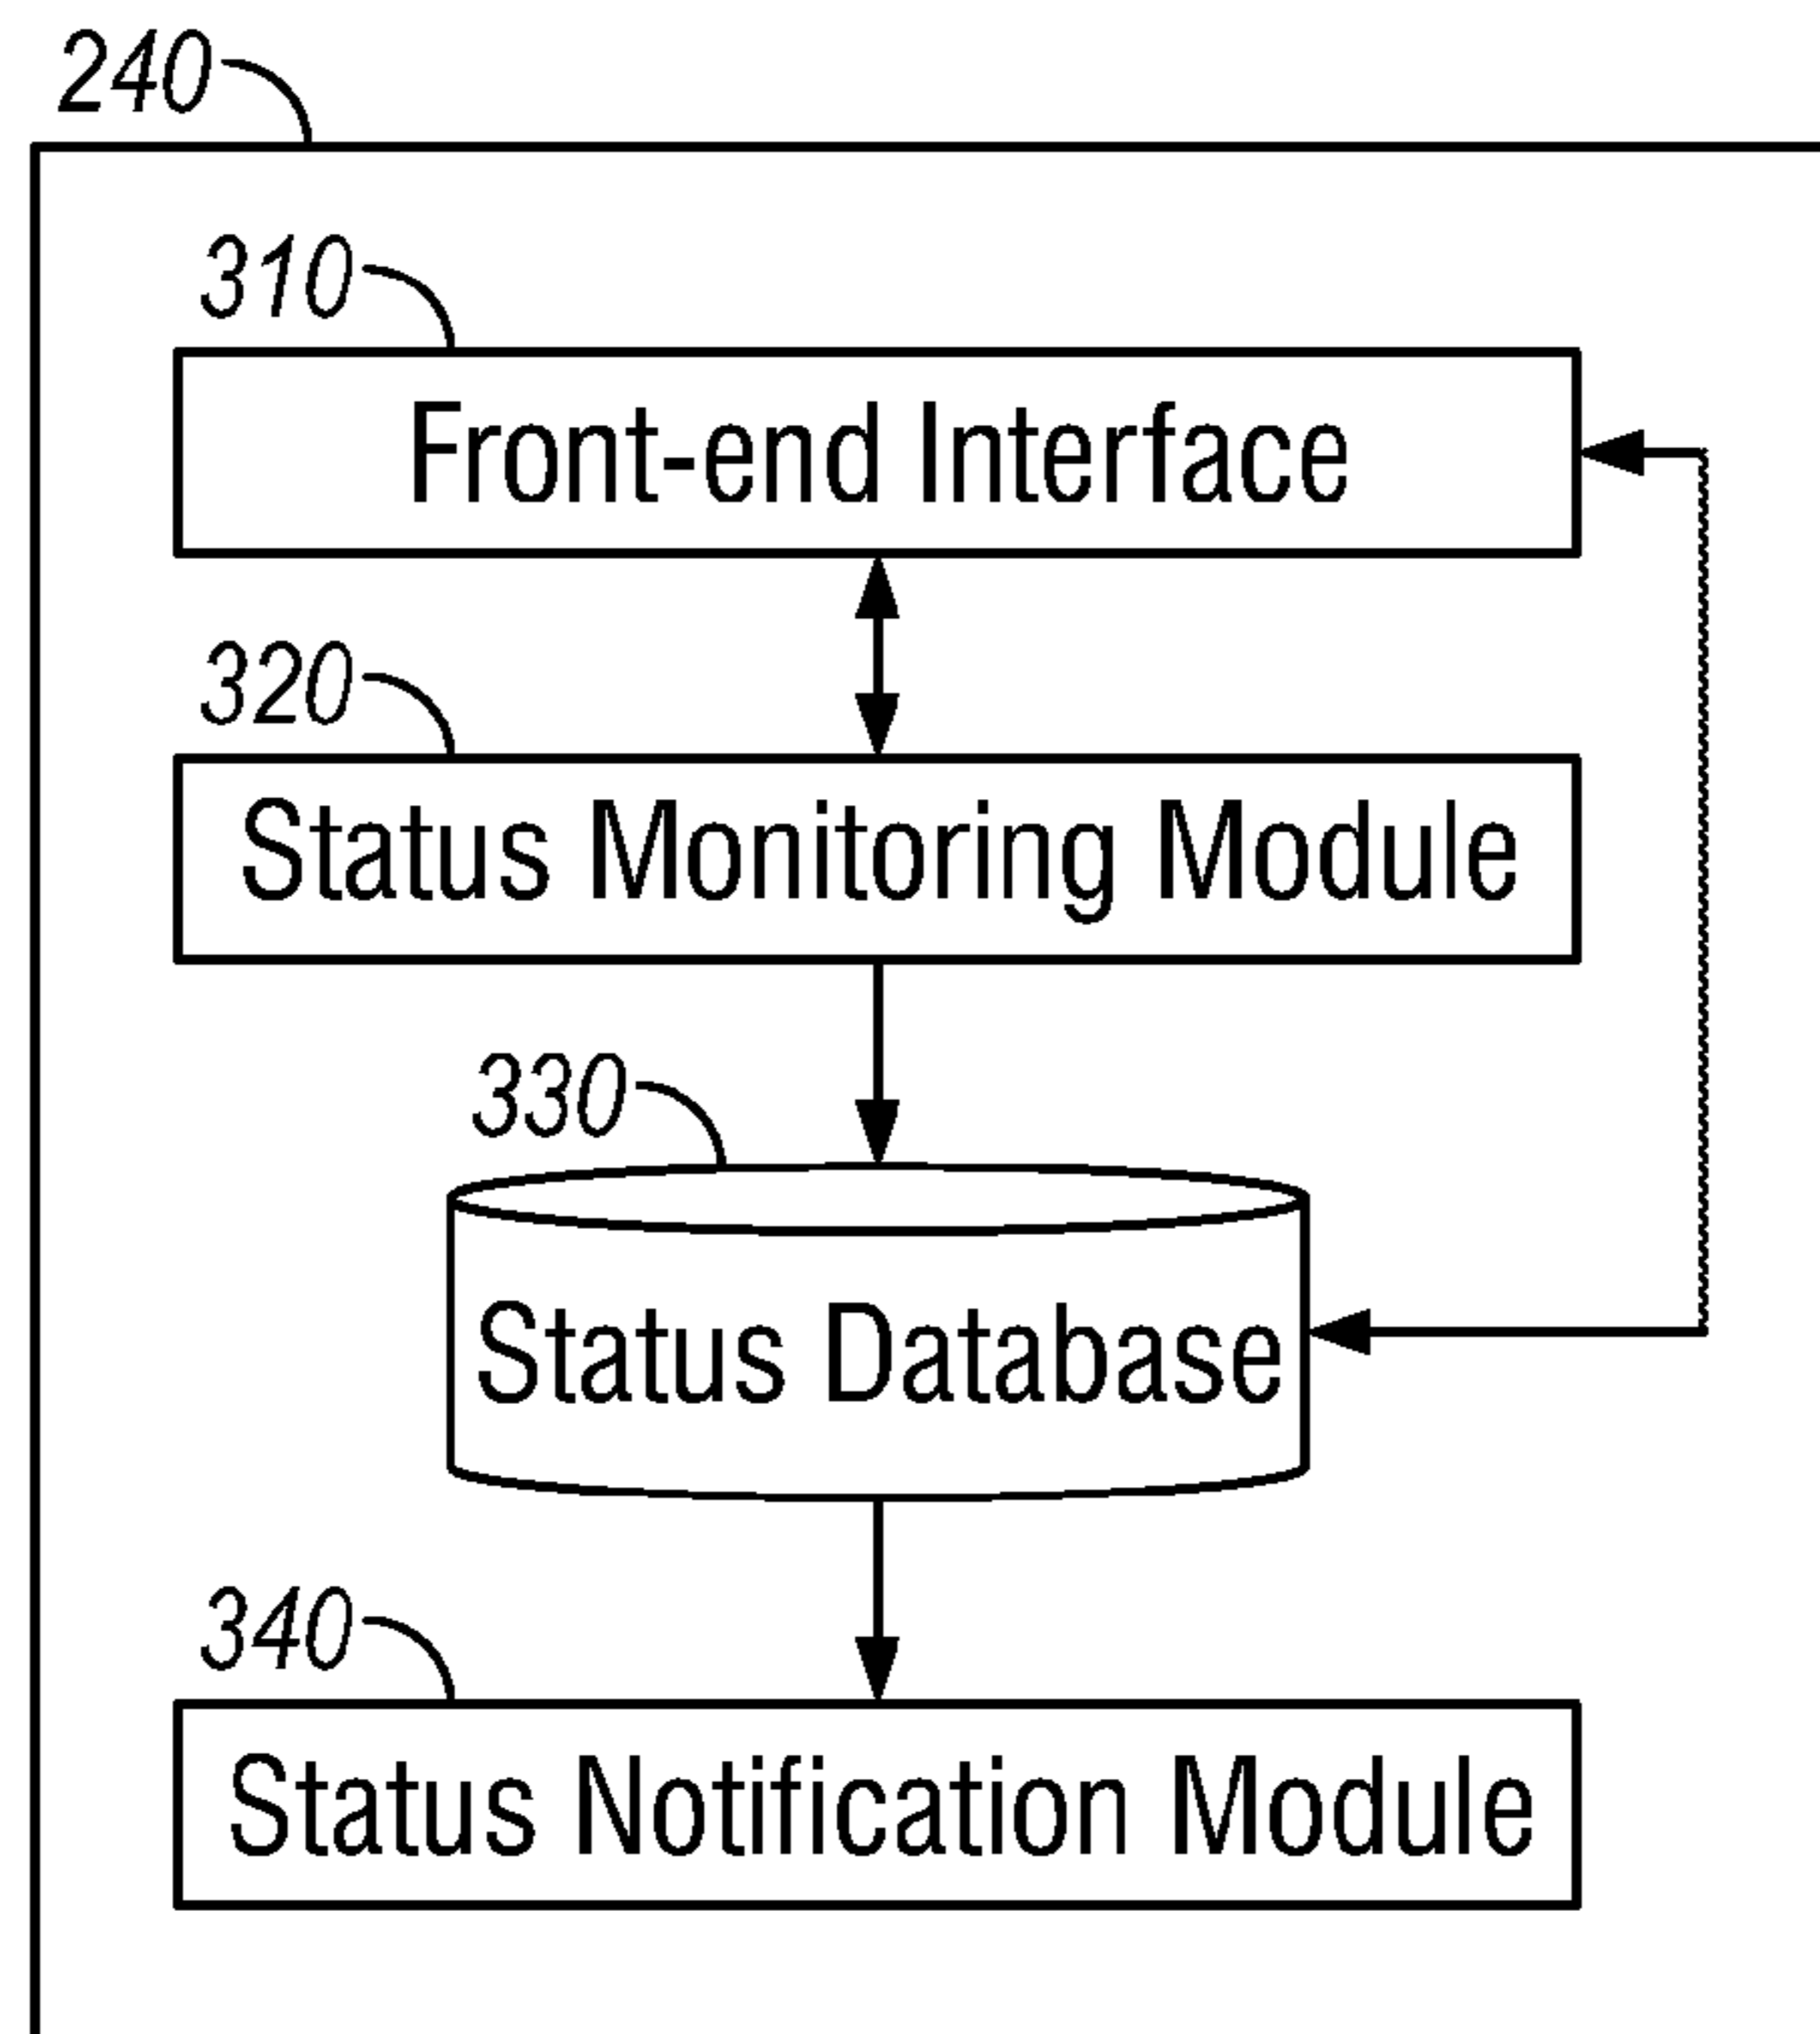 240
310
Front-end Interface
320
Status Monitoring Module
330
Status Database
340
Status Notification Module